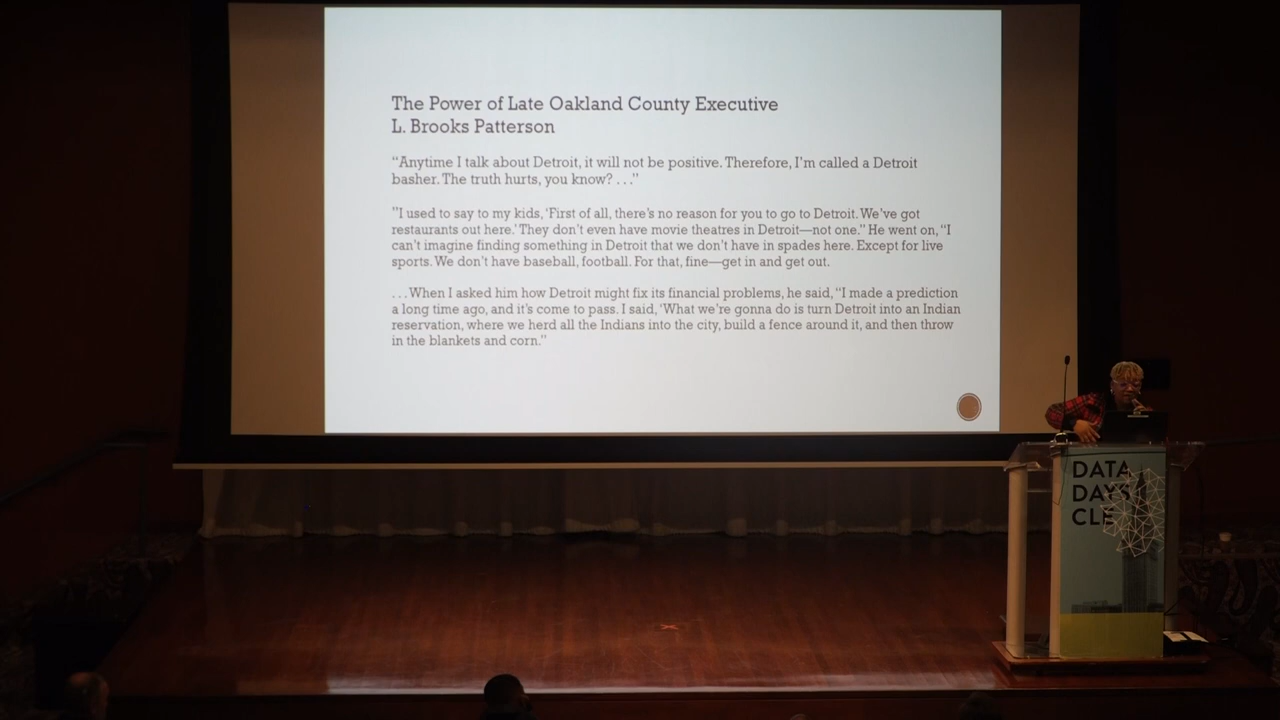 The Power of Late Oakland County Executive
L. Brooks Patterson
“Anytime I talk about Detroit, it will not be positive. Therefore, I’m called a Detroit
basher. The truth hurts, you know? . . .”
”I used to say to my kids, ‘First of all, there’s no reason for you to go to Detroit. We’ve got
restaurants out here.’ They don’t even have movie theatres in Detroit—not one.” He went on, “I
can’t imagine finding something in Detroit that we don’t have in spades here. Except for live
sports. We don’t have baseball, football. For that, fine—get in and get out.
. . . When I asked him how Detroit might fix its financial problems, he said, “I made a prediction
a long time ago, and it’s come to pass. I said, ‘What we’re gonna do is turn Detroit into an Indian
reservation, where we herd all the Indians into the city, build a fence around it, and then throw
in the blankets and corn.”
DATA
DAYS
CLE